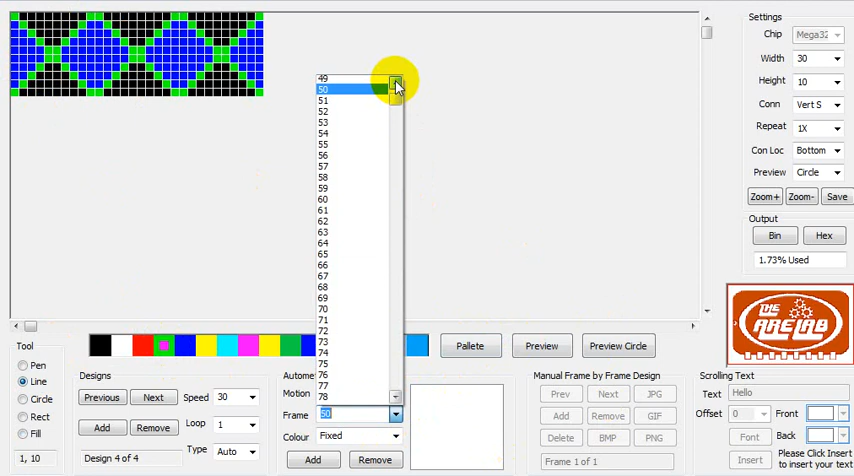 Settings
Chip Mega32
Width 30
Height 10
Conn Vert S
Repeat 1X
Con Loc Bottom
Preview Circle
Zoom+ Zoom- Save
Output
Bin Hex
1.73% Used
THE
ARE LAB
49
50
51
52
53
54
55
56
57
58
59
60
61
62
63
64
65
66
67
68
69
70
71
72
73
74
75
76
77
78
Pallete Preview Preview Circle
Tool
Pen
Line
Circle
Rect
Fill
1, 10
Designs
Previous Next Speed 30
Loop 1
Add Remove
Type Auto
Design 4 of 4
Autome
Motion
Frame 50
Colour Fixed
Add Remove
Manual Frame by Frame Design
Prev Next JPG
Add Remove GIF
Delete BMP PNG
Frame 1 of 1
Scrolling Text
Text Hello
Offset 0 Front
Font Back
Insert
Please Click Insert
to insert your text